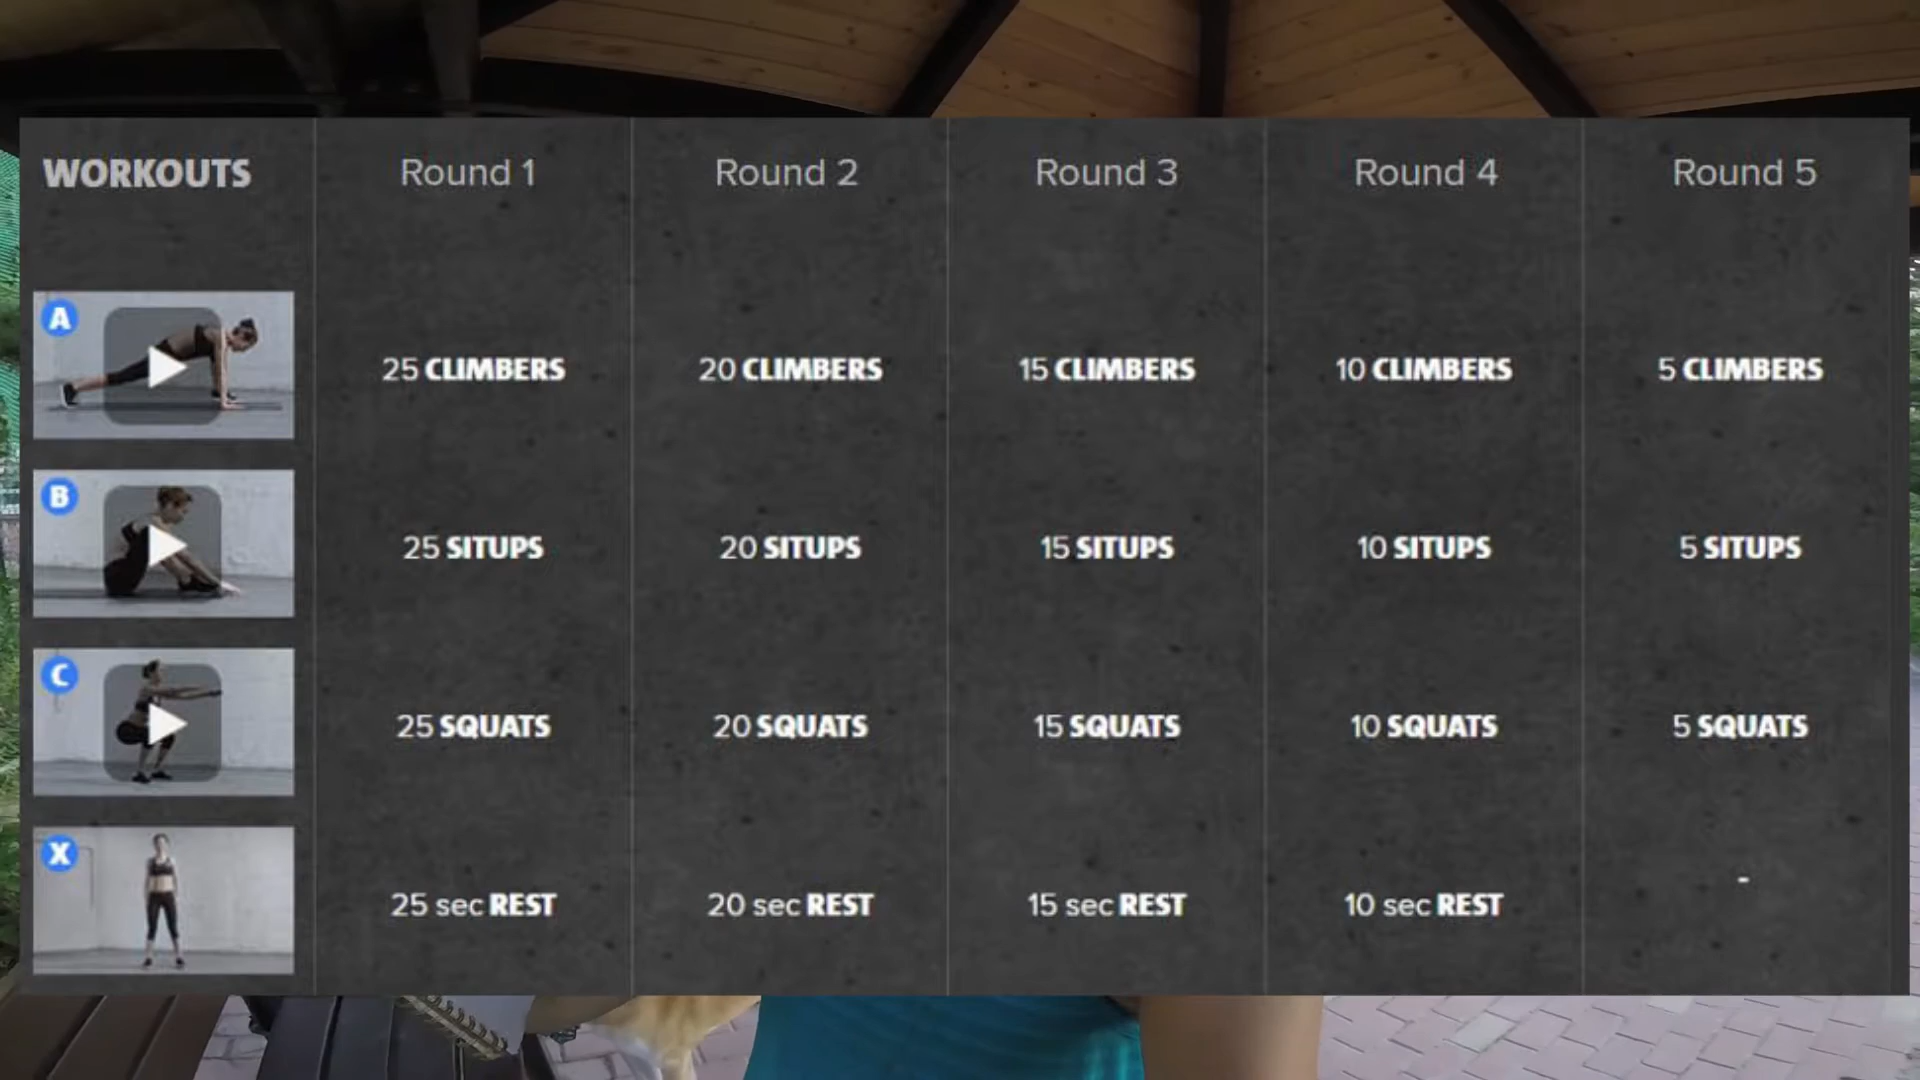 WORKOUTS Round 1 Round 2 Round 3 Round 4 Round 5
A 25 CLIMBERS 20 CLIMBERS 15 CLIMBERS 10 CLIMBERS 5 CLIMBERS
B 25 SITUPS 20 SITUPS 15 SITUPS 10 SITUPS 5 SITUPS
C 25 SQUATS 20 SQUATS 15 SQUATS 10 SQUATS 5 SQUATS
X 25 sec REST 20 sec REST 15 sec REST 10 sec REST -